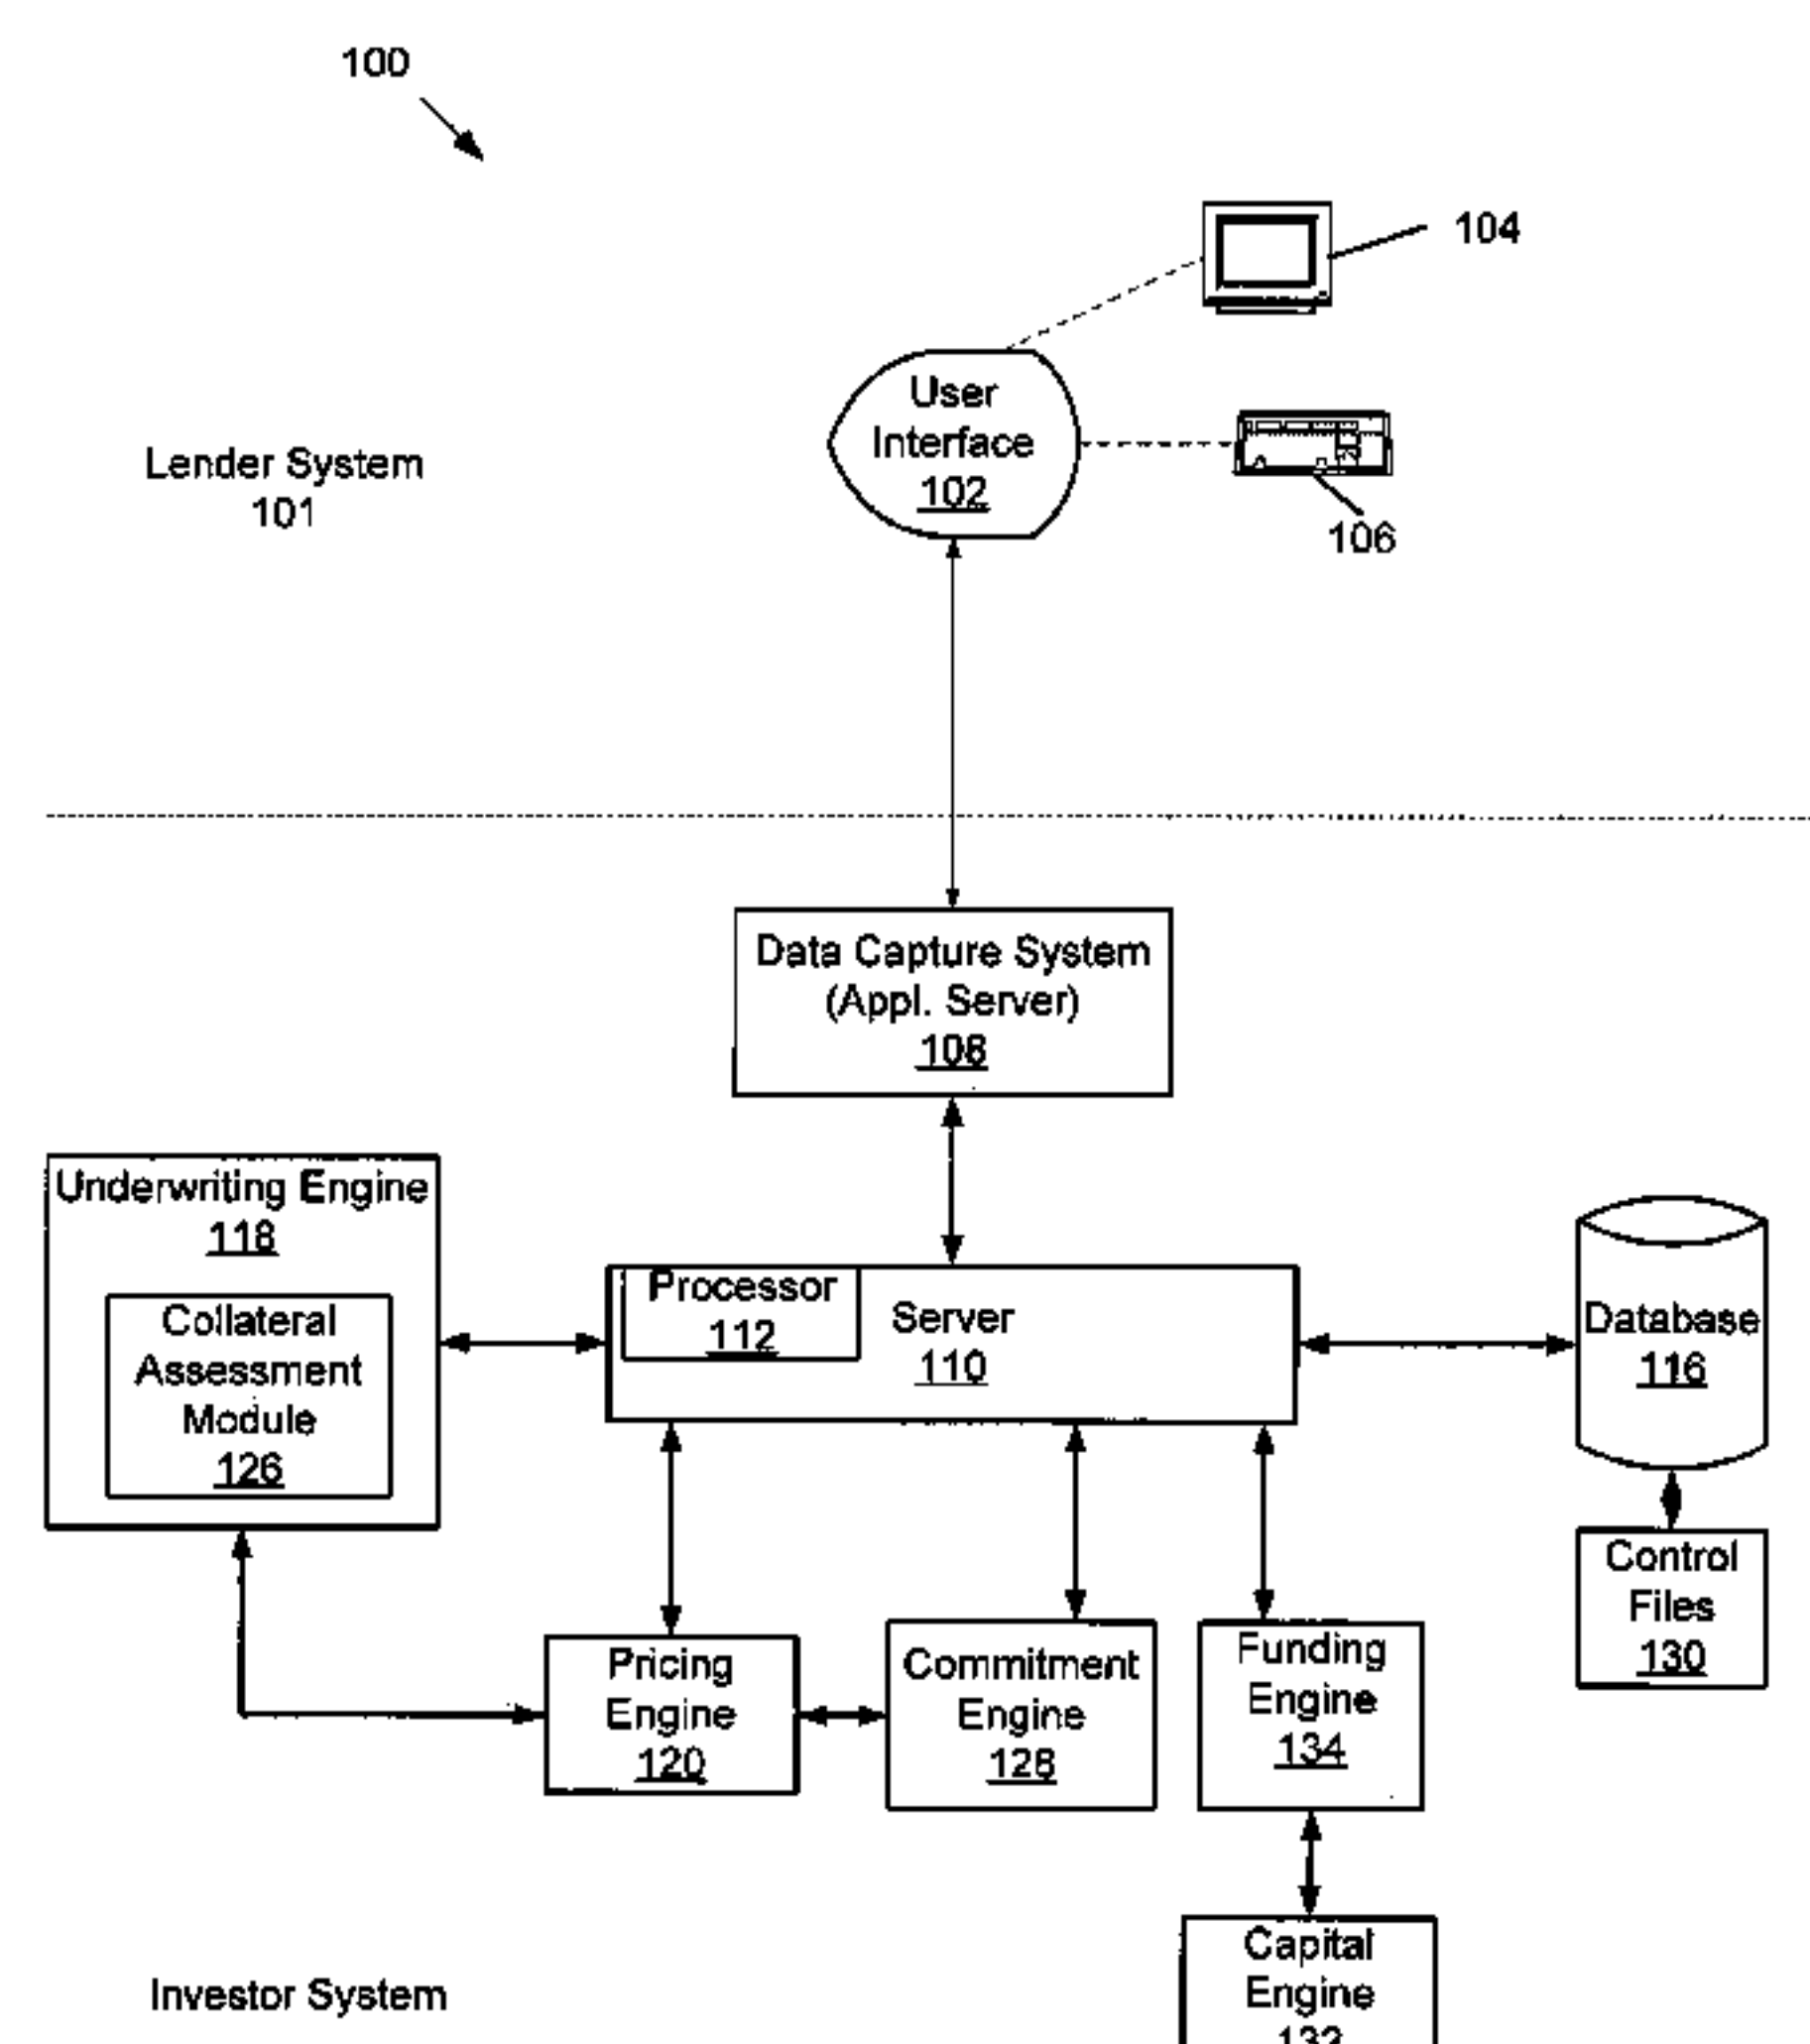 100
104
User
Interface
102
106
Lender System
101
Data Capture System
(Appl. Server)
108
Underwriting Engine
118
Collateral
Assessment
Module
126
Processor
112
Server
110
Database
116
Control
Files
130
Pricing
Engine
120
Commitment
Engine
128
Funding
Engine
134
Capital
Engine
132
Investor System